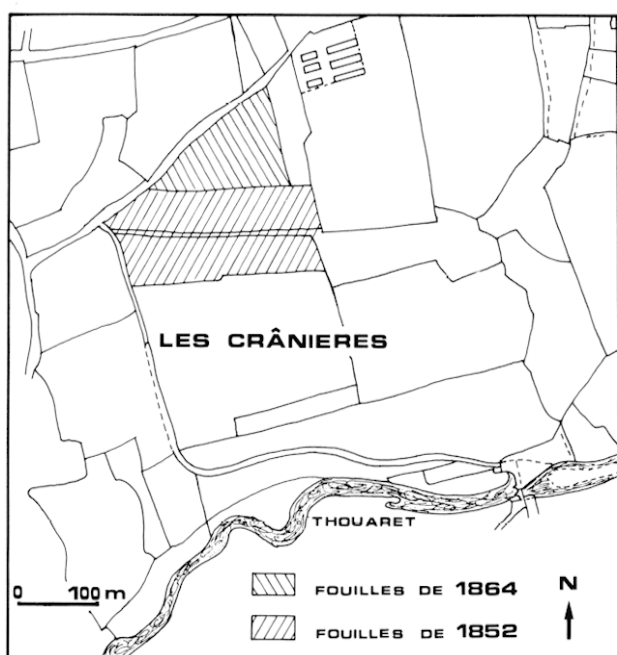 LES CRÂNIERES
THOUARET
0 100 m
FOUILLES DE 1864
N
FOUILLES DE 1852